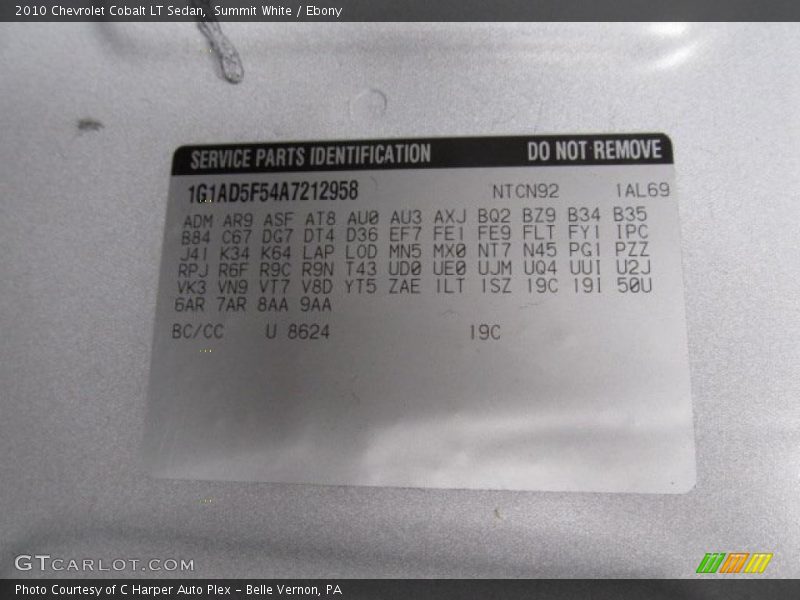 2010 Chevrolet Cobalt LT Sedan, Summit White / Ebony
SERVICE PARTS IDENTIFICATION DO NOT REMOVE
1G1AD5F54A7212958 NTCN92 1AL69
ADM AR9 ASF AT8 AU0 AU3 AXJ BQ2 BZ9 B34 B35
B84 C67 DG7 DT4 D36 EF7 FE1 FE9 FLT FY1 IPC
J41 K34 K64 LAP LOD MN5 MX0 NT7 N45 PG1 PZZ
RPJ R6F R9C R9N T43 UD0 UE0 UJM UQ4 UUI U2J
VK3 VN9 VT7 V8D YT5 ZAE 1LT 1SZ 19C 19I 50U
6AR 7AR 8AA 9AA
BC/CC U 8624 19C
GTCARLOT.COM
Photo Courtesy of C Harper Auto Plex - Belle Vernon, PA